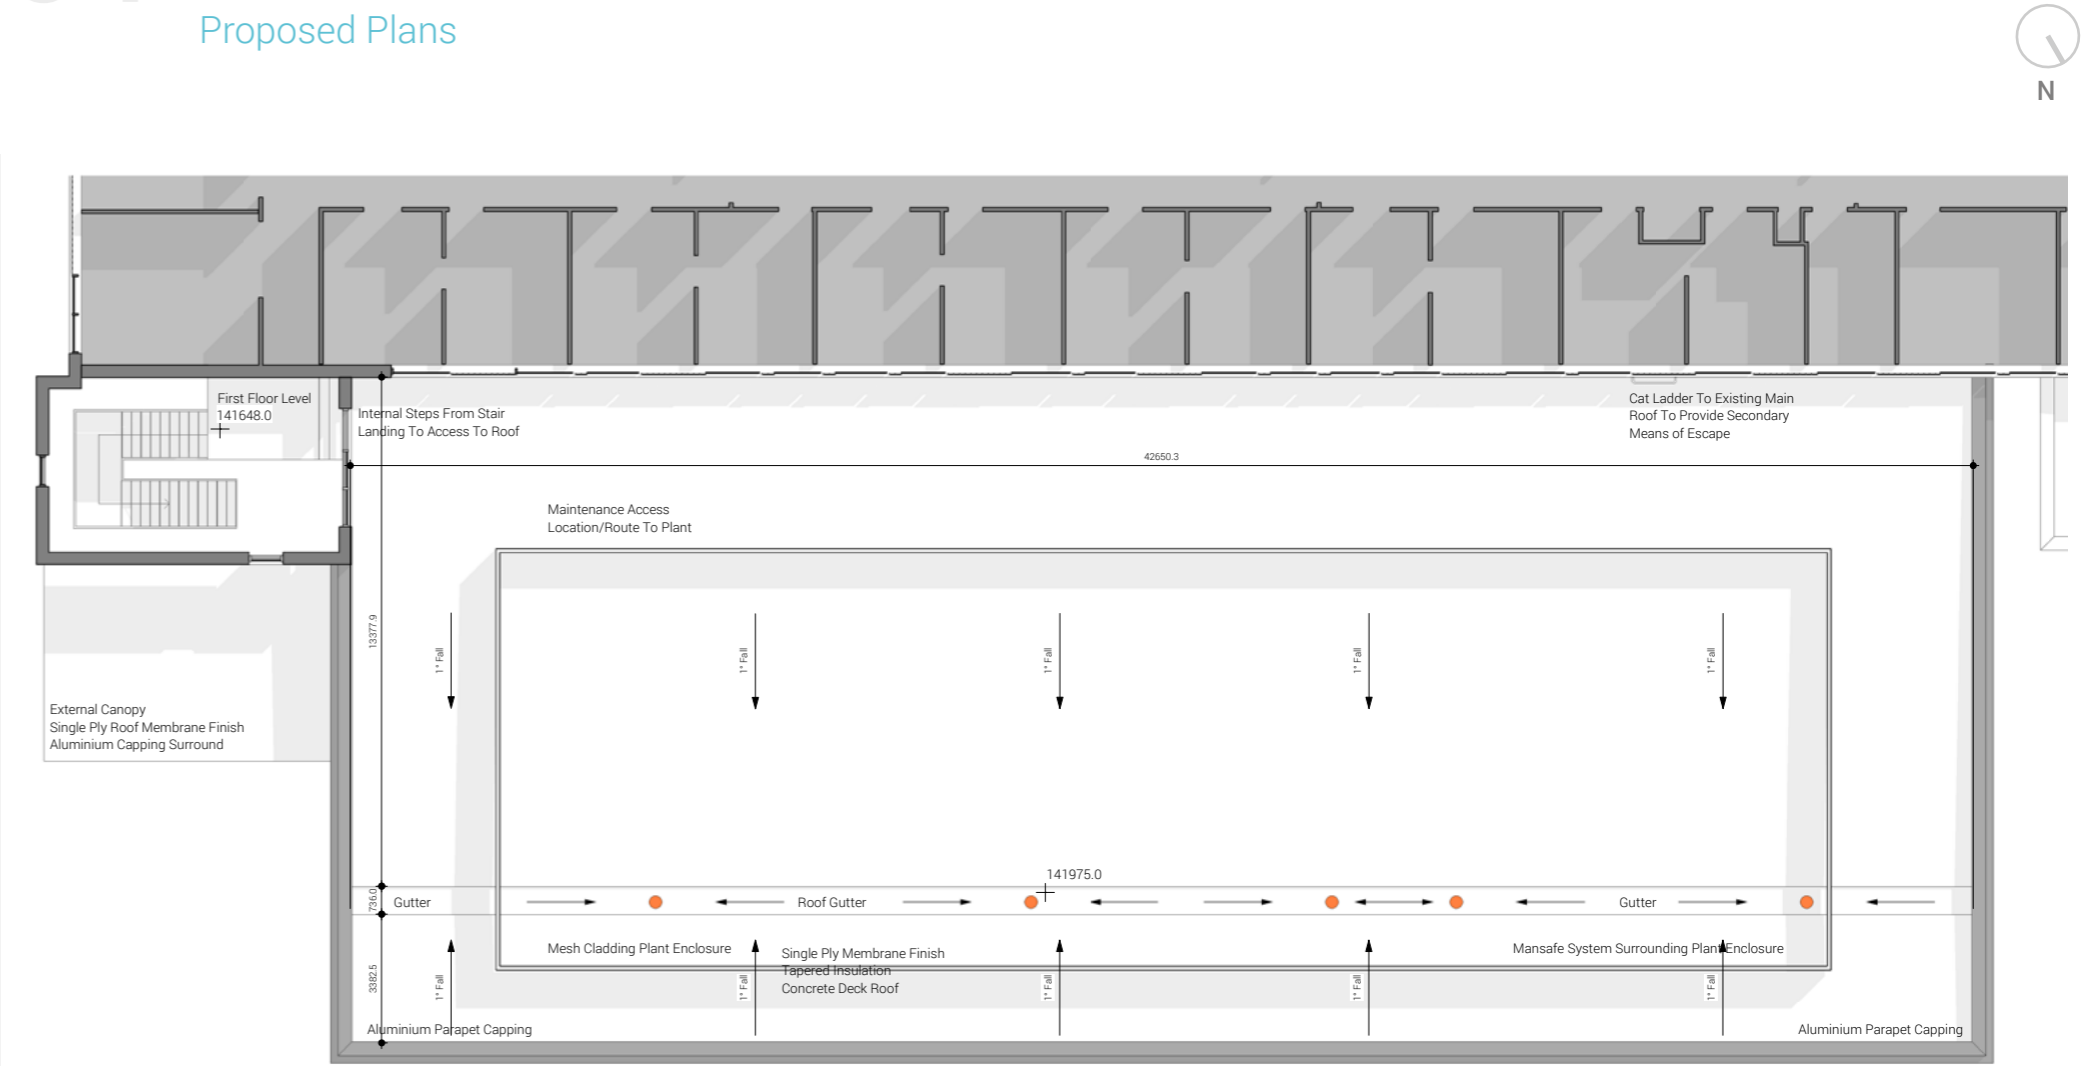 Proposed Plans
N
First Floor Level
141648.0
Internal Steps From Stair
Landing To Access To Roof
Cat Ladder To Existing Main
Roof To Provide Secondary
Means of Escape
42650.3
Maintenance Access
Location/Route To Plant
13377.9
1° Fall
1° Fall
1° Fall
1° Fall
1° Fall
External Canopy
Single Ply Roof Membrane Finish
Aluminium Capping Surround
141975.0
736.0
Gutter
Roof Gutter
Gutter
Mesh Cladding Plant Enclosure
Single Ply Membrane Finish
Tapered Insulation
Concrete Deck Roof
Mansafe System Surrounding Plant Enclosure
3382.5
1° Fall
1° Fall
1° Fall
1° Fall
1° Fall
Aluminium Parapet Capping
Aluminium Parapet Capping